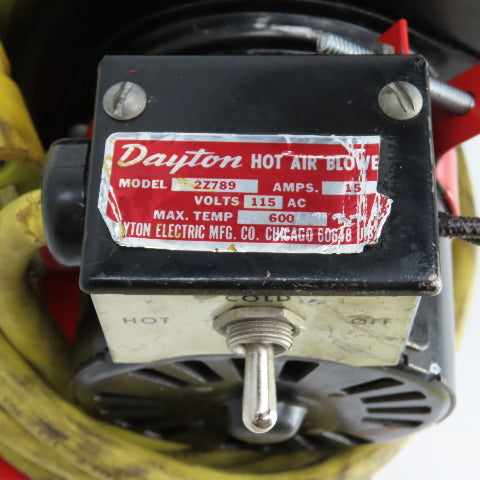 Dayton HOT AIR BLOWE
MODEL 2Z789 AMPS. 15
VOLTS 115 AC
MAX. TEMP 600
YTON ELECTRIC MFG. CO. CHICAGO 60648
COLD
HOT OFF